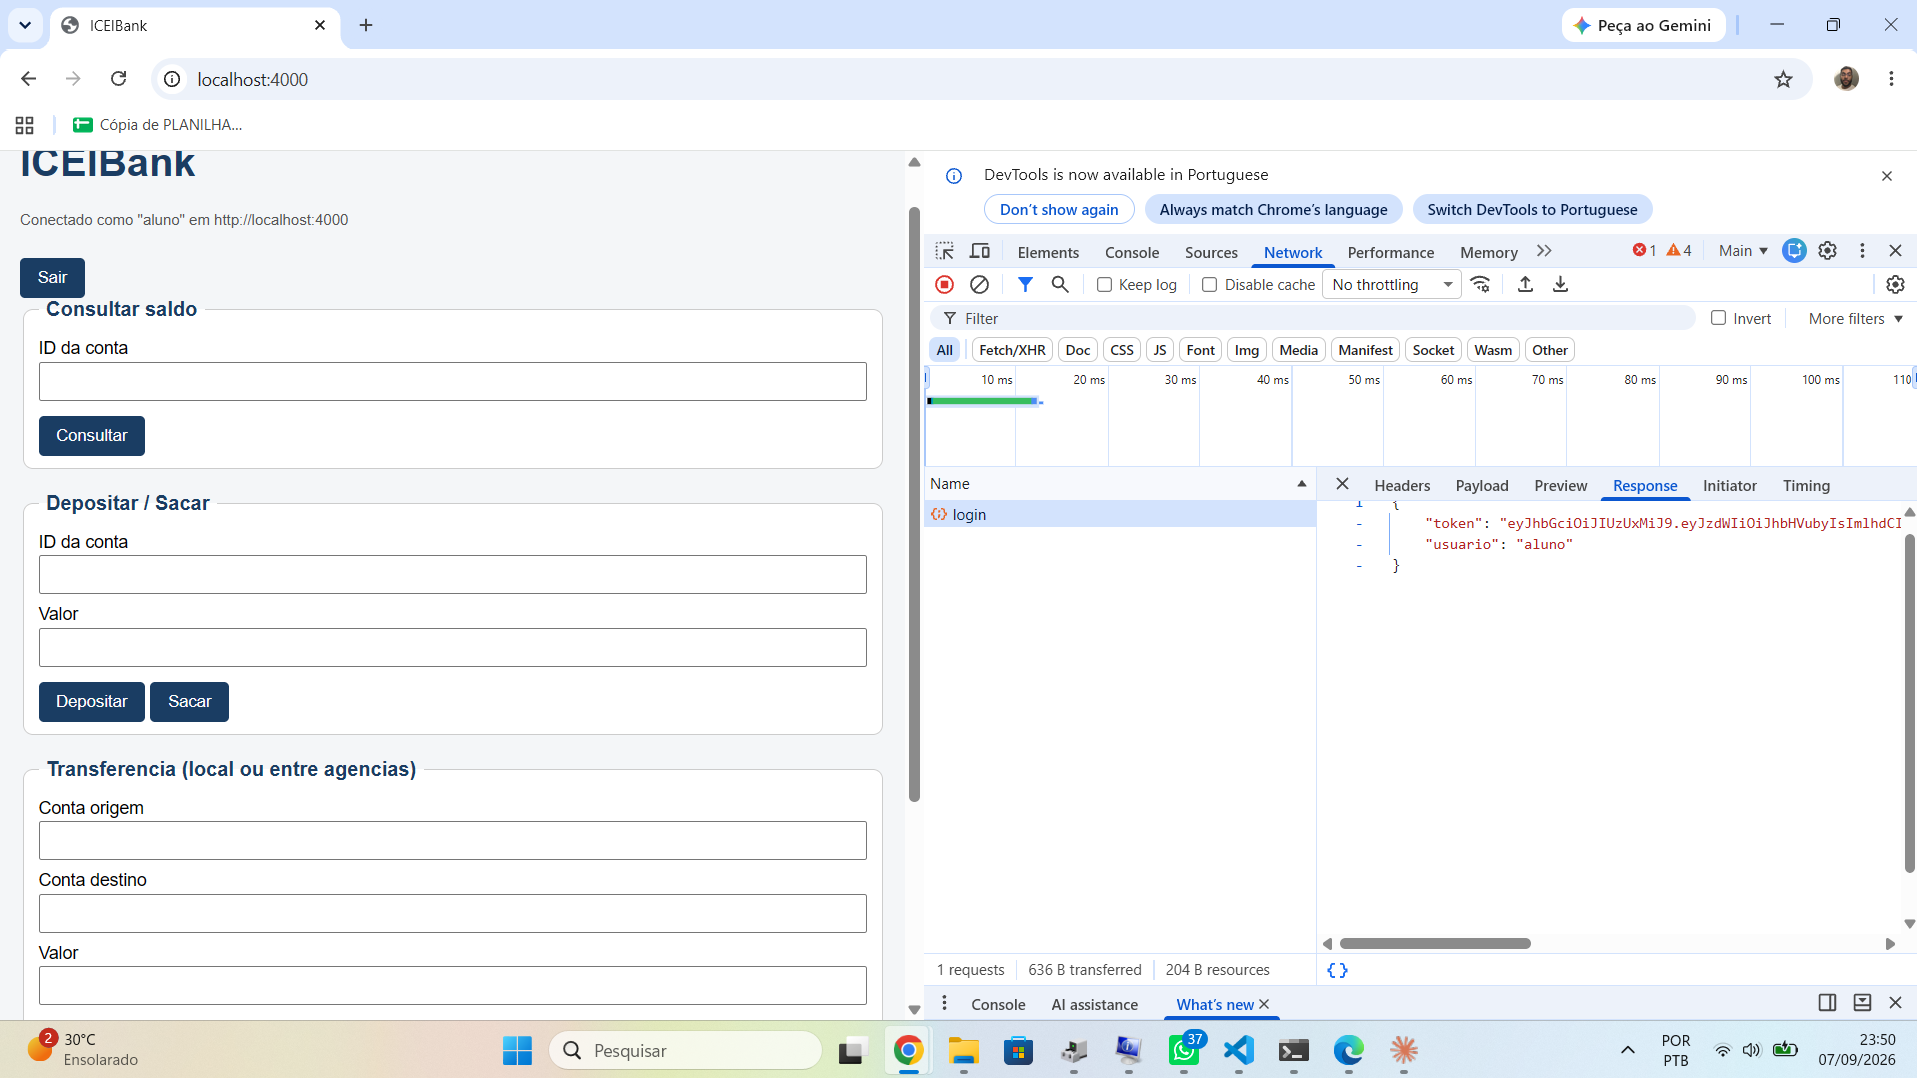 ICEIBank
Peça ao Gemini
localhost:4000
Cópia de PLANILHA...
ICEIBank
Conectado como "aluno" em http://localhost:4000
Sair
Consultar saldo
ID da conta
Consultar
Depositar / Sacar
ID da conta
Valor
Depositar Sacar
Transferencia (local ou entre agencias)
Conta origem
Conta destino
Valor
DevTools is now available in Portuguese
Don't show again Always match Chrome's language Switch DevTools to Portuguese
Elements Console Sources Network Performance Memory 1 4 Main
Keep log Disable cache No throttling
Filter Invert More filters
All Fetch/XHR Doc CSS JS Font Img Media Manifest Socket Wasm Other
10 ms 20 ms 30 ms 40 ms 50 ms 60 ms 70 ms 80 ms 90 ms 100 ms 110
Name
login
Headers Payload Preview Response Initiator Timing
1 {
- "token": "eyJhbGciOiJIUzUxMiJ9.eyJzdWIiOiJhbHVubyIsImlhdCI
- "usuario": "aluno"
- }
1 requests 636 B transferred 204 B resources
{}
Console AI assistance What's new
2
30°C
Ensolarado
Pesquisar
37
POR
PTB
23:50
07/09/2026